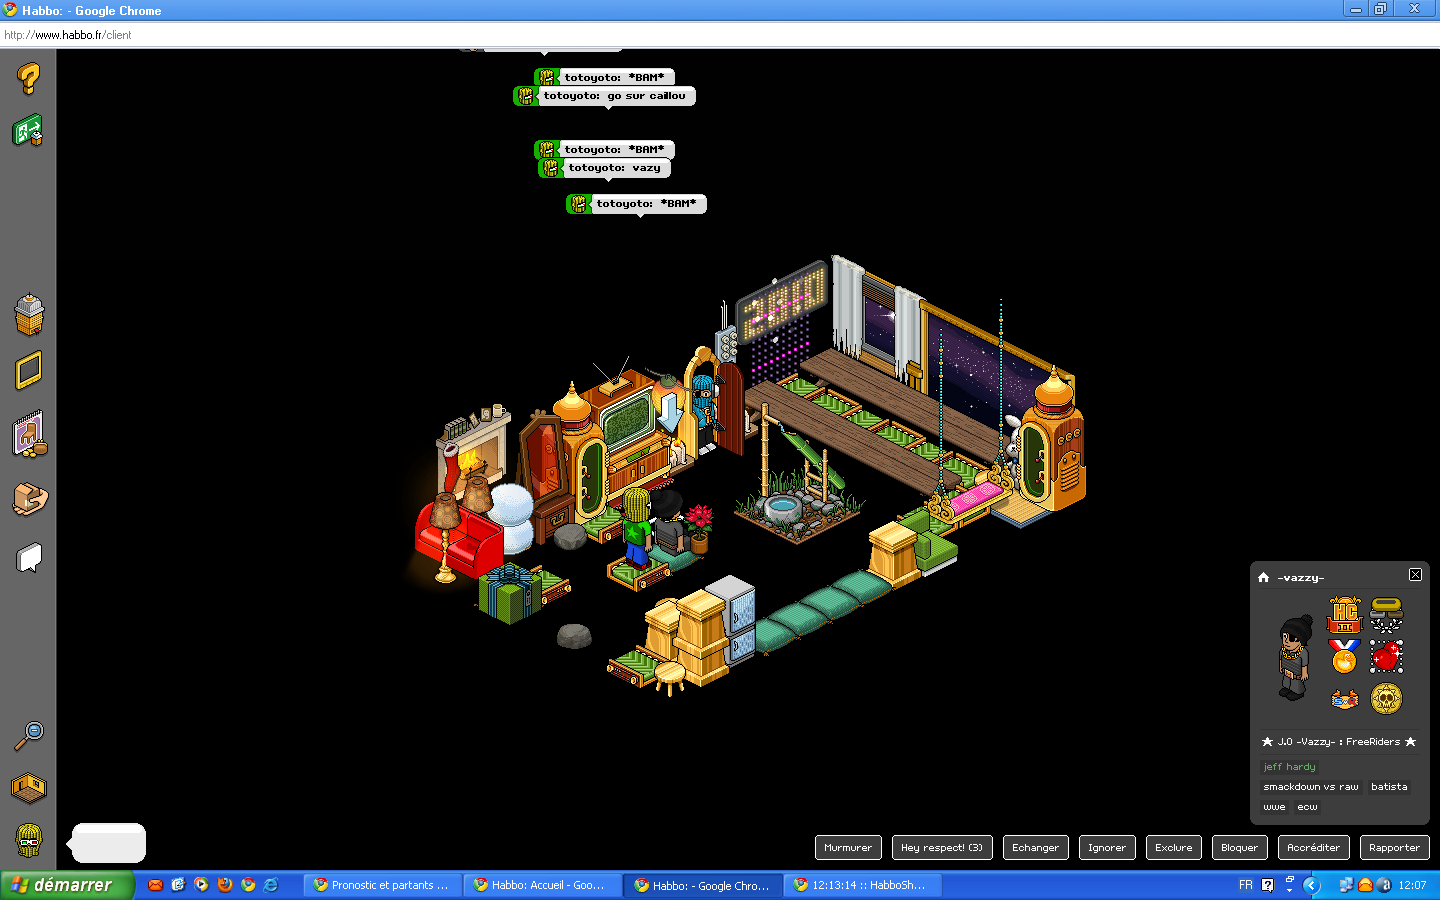 Habbo: - Google Chrome
http://www.habbo.fr/client
totoyoto: *BAM*
totoyoto: go sur caillou
totoyoto: *BAM*
totoyoto: vazy
totoyoto: *BAM*
-vazzy-
HC
J.O -Vazzy- : FreeRiders
jeff hardy
smackdown vs raw batista
wwe ecw
Murmurer Hey respect! (3) Echanger Ignorer Exclure Bloquer Accréditer Rapporter
démarrer Pronostic et partants ... Habbo: Accueil - Goo... Habbo: - Google Chro... 12:13:14 :: HabboSh... FR 12:07